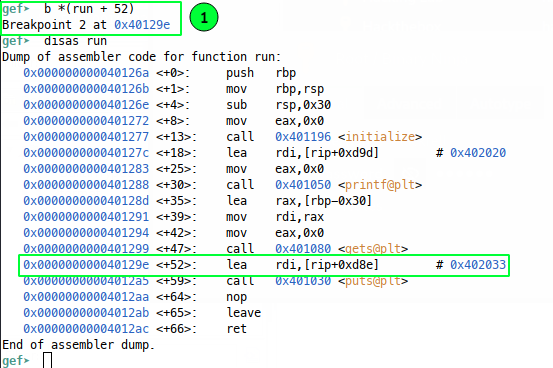 gef➤  b *(run + 52)
Breakpoint 2 at 0x40129e
1
gef➤  disas run
Dump of assembler code for function run:
   0x000000000040126a <+0>:     push   rbp
   0x000000000040126b <+1>:     mov    rbp,rsp
   0x000000000040126e <+4>:     sub    rsp,0x30
   0x0000000000401272 <+8>:     mov    eax,0x0
   0x0000000000401277 <+13>:    call   0x401196 <initialize>
   0x000000000040127c <+18>:    lea    rdi,[rip+0xd9d]        # 0x402020
   0x0000000000401283 <+25>:    mov    eax,0x0
   0x0000000000401288 <+30>:    call   0x401050 <printf@plt>
   0x000000000040128d <+35>:    lea    rax,[rbp-0x30]
   0x0000000000401291 <+39>:    mov    rdi,rax
   0x0000000000401294 <+42>:    mov    eax,0x0
   0x0000000000401299 <+47>:    call   0x401080 <gets@plt>
   0x000000000040129e <+52>:    lea    rdi,[rip+0xd8e]        # 0x402033
   0x00000000004012a5 <+59>:    call   0x401030 <puts@plt>
   0x00000000004012aa <+64>:    nop
   0x00000000004012ab <+65>:    leave
   0x00000000004012ac <+66>:    ret
End of assembler dump.
gef➤